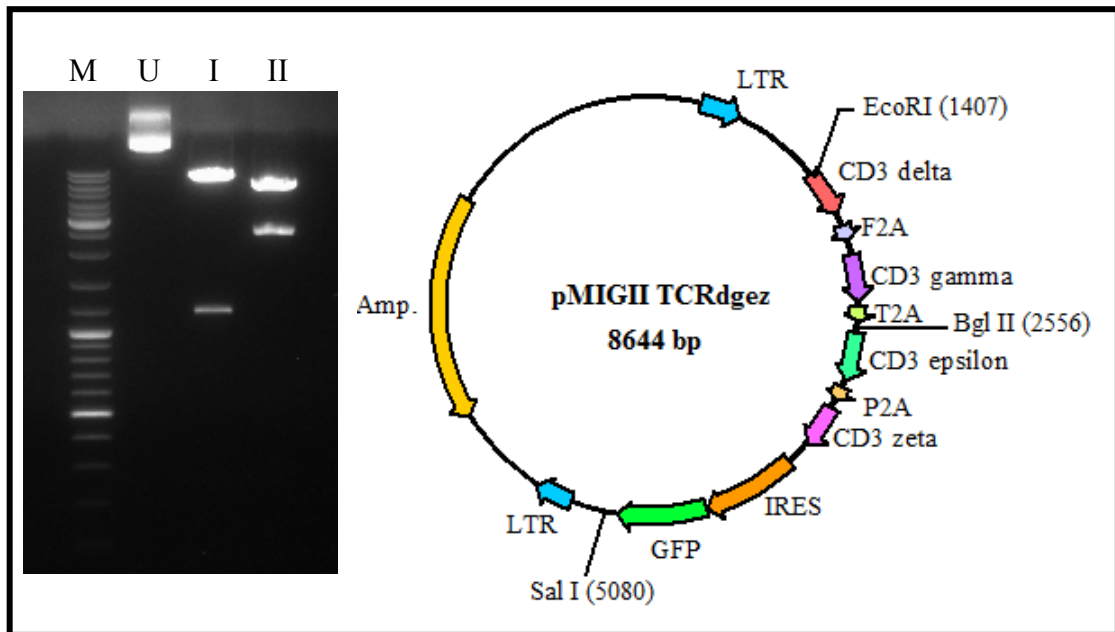 M U I II
LTR
EcoRI (1407)
CD3 delta
F2A
CD3 gamma
T2A
Bgl II (2556)
CD3 epsilon
P2A
CD3 zeta
IRES
GFP
Sal I (5080)
LTR
Amp.
pMIGII TCRdgez
8644 bp